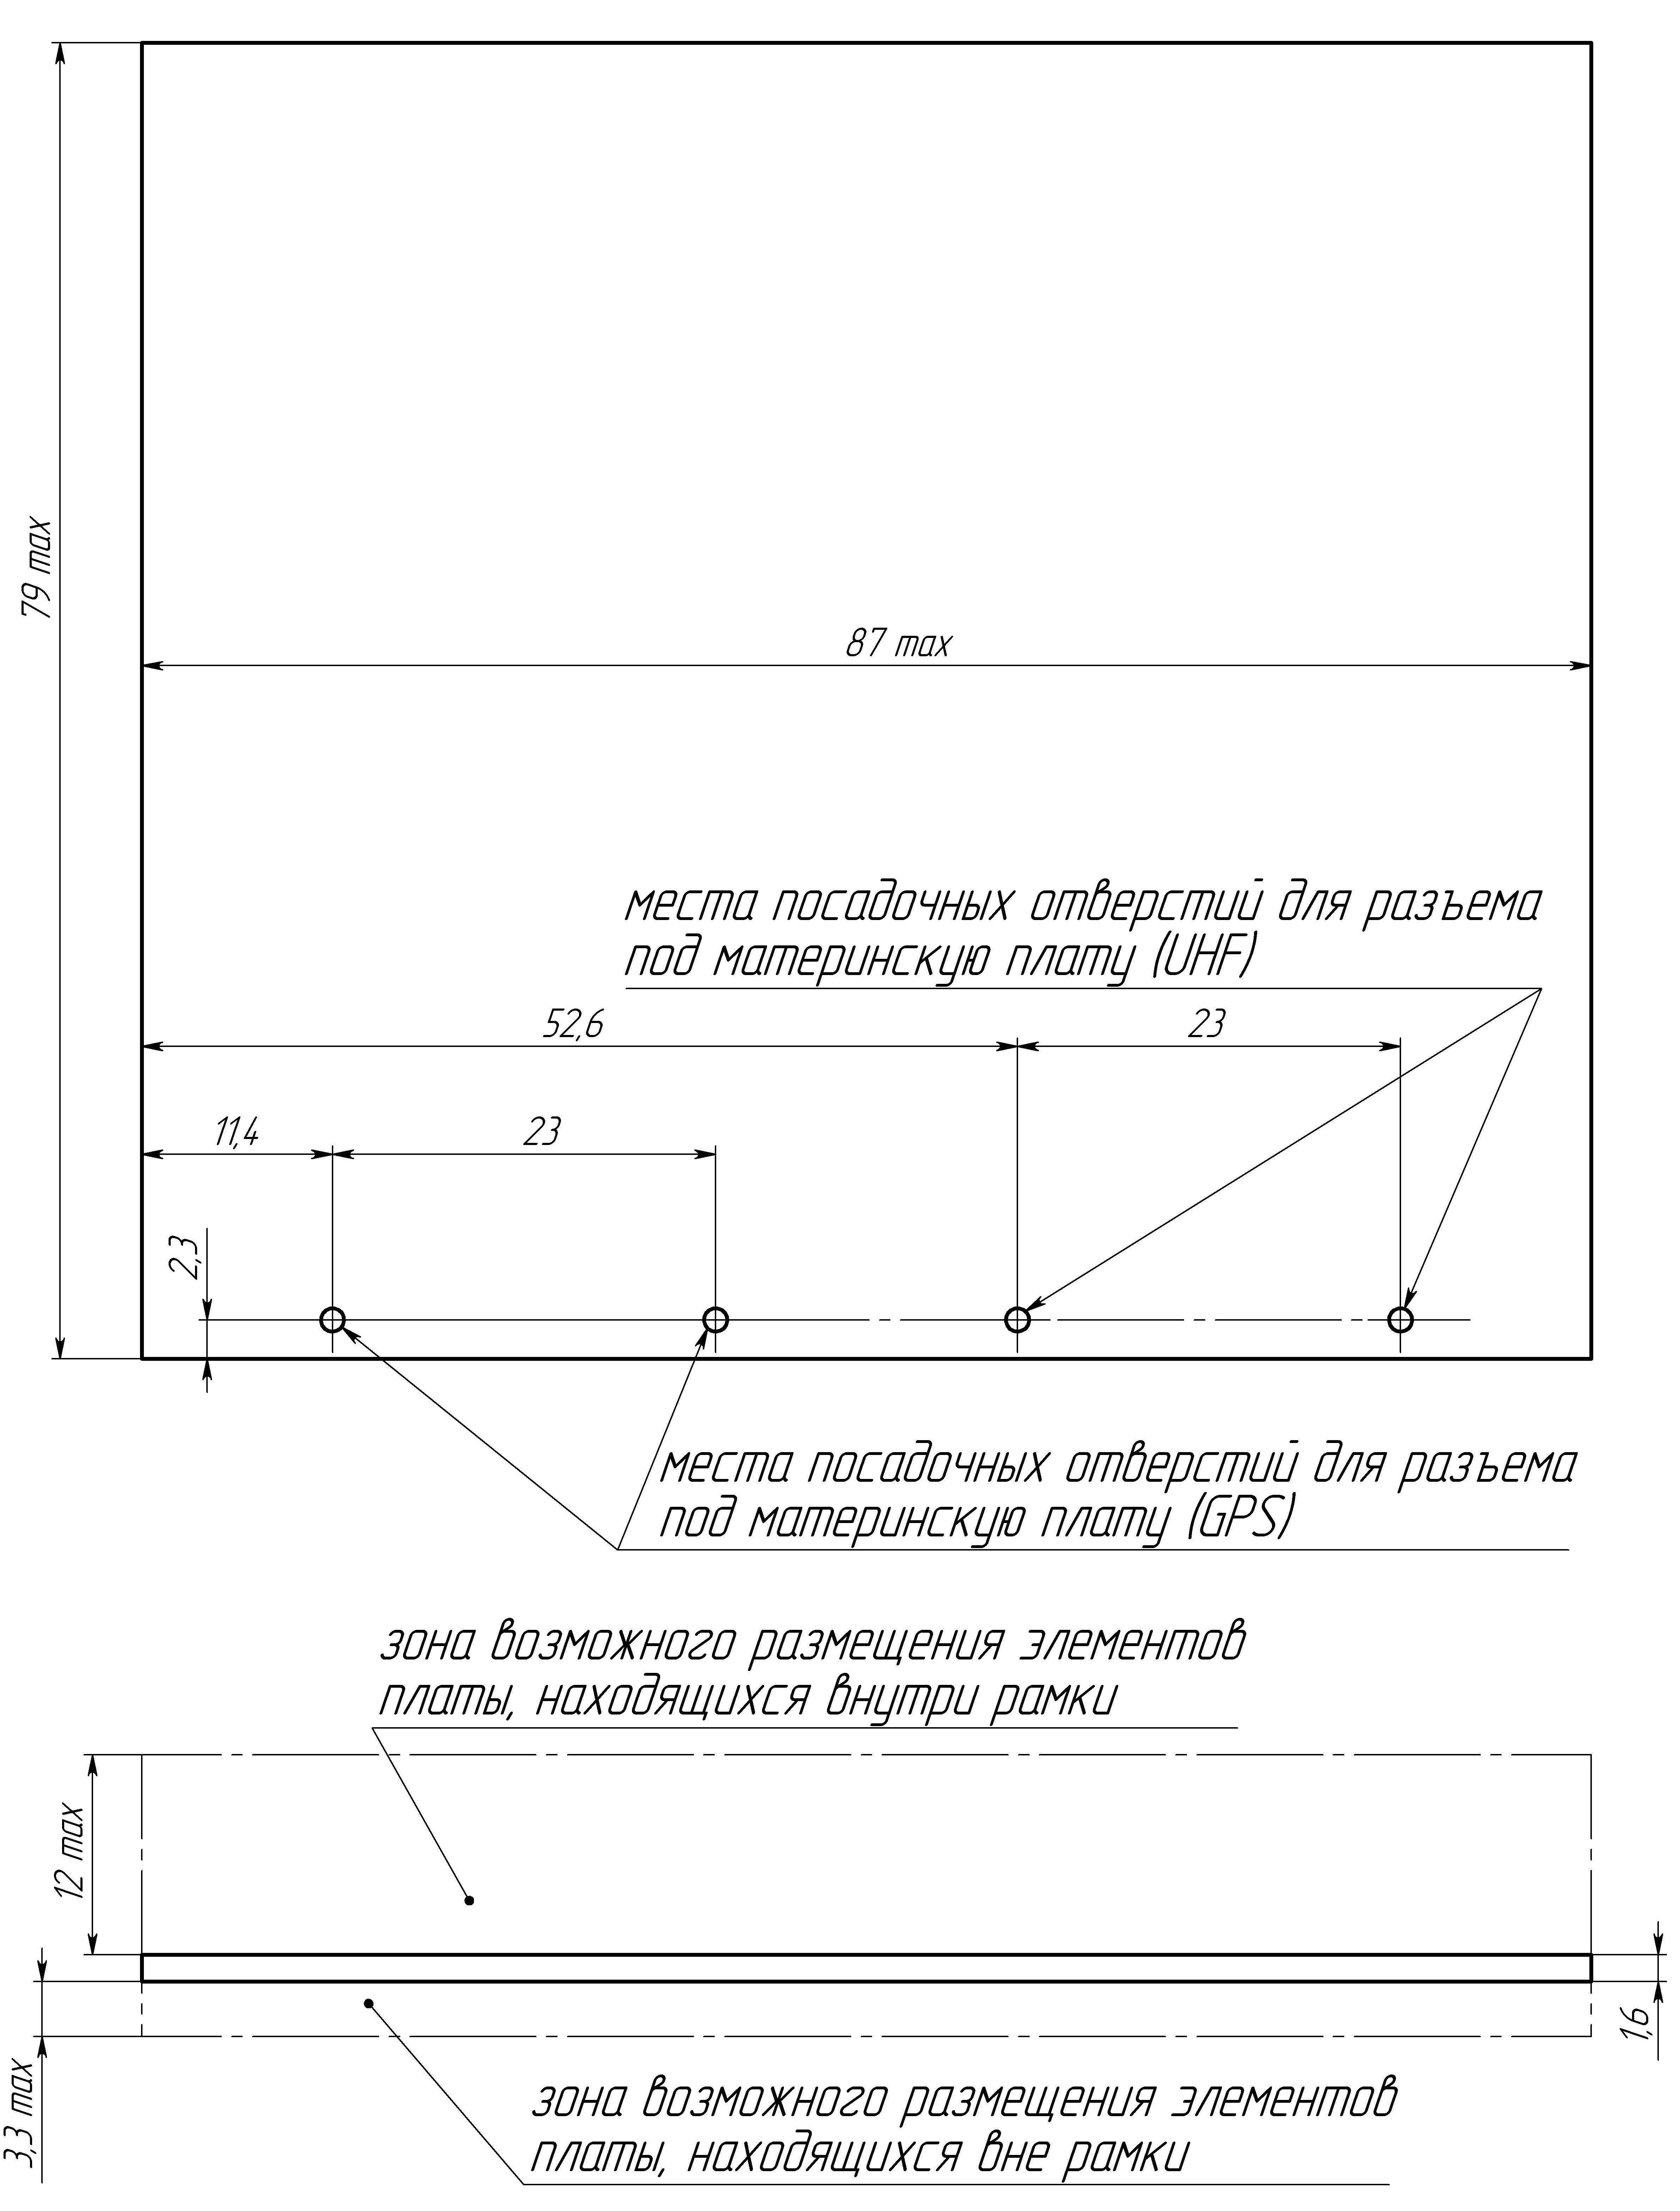 79 max
87 max
места посадочных отверстий для разъема
под материнскую плату (UHF)
52,6
23
11,4
23
2,3
места посадочных отверстий для разъема
под материнскую плату (GPS)
зона возможного размещения элементов
платы, находящихся внутри рамки
12 max
1,6
3,3 max
зона возможного размещения элементов
платы, находящихся вне рамки